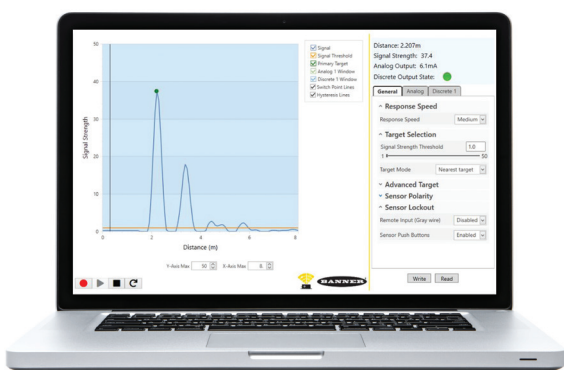 50
40
30
20
10
0
0
2
4
6
8
Signal Strength
Distance (m)
Signal
Signal Threshold
Primary Target
Analog 1 Window
Discrete 1 Window
Switch Point Lines
Hysteresis Lines
Y-Axis Max 50 X-Axis Max 8
BANNER
Distance: 2.207m
Signal Strength: 37.4
Analog Output: 6.1mA
Discrete Output State:
General Analog Discrete 1
Response Speed
Response Speed Medium
Target Selection
Signal Strength Threshold 1.0
1 50
Target Mode Nearest target
Advanced Target
Sensor Polarity
Sensor Lockout
Remote Input (Gray wire) Disabled
Sensor Push Buttons Enabled
Write Read